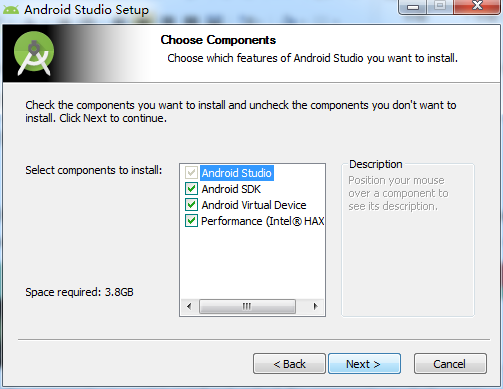 Android Studio Setup
Choose Components
Choose which features of Android Studio you want to install.
Check the components you want to install and uncheck the components you don't want to
install. Click Next to continue.
Select components to install:
Android Studio
Android SDK
Android Virtual Device
Performance (Intel® HAX
Description
Position your mouse
over a component to
see its description.
Space required: 3.8GB
< Back
Next >
Cancel